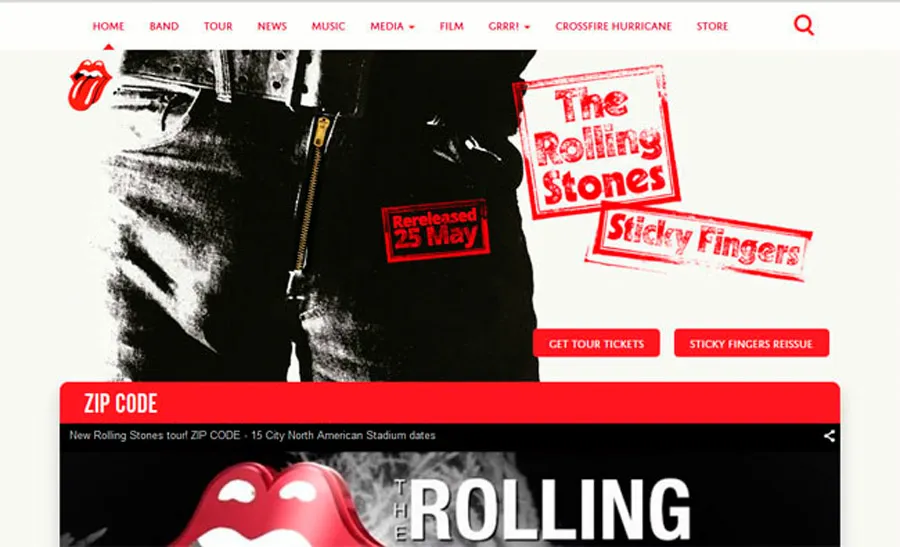 HOME BAND TOUR NEWS MUSIC MEDIA FILM GRRR! CROSSFIRE HURRICANE STORE
The
Rolling
Stones
Sticky Fingers
Rereleased
25 May
GET TOUR TICKETS STICKY FINGERS REISSUE
ZIP CODE
New Rolling Stones tour! ZIP CODE - 15 City North American Stadium dates
THE ROLLING